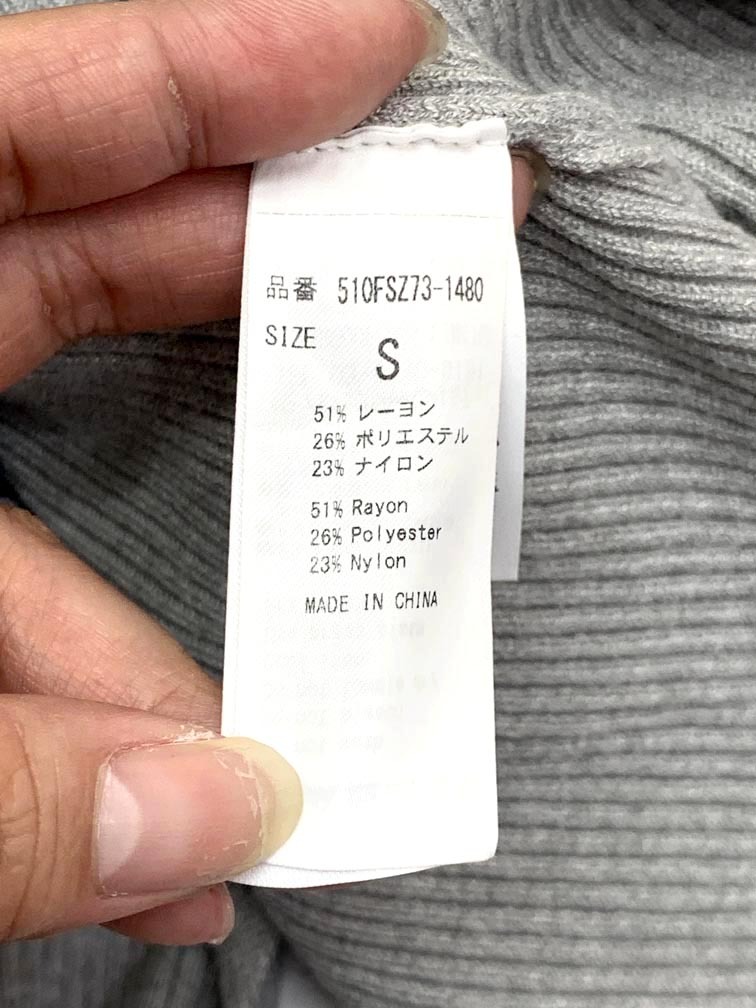 品番 510FSZ73-1480
SIZE S
51% レーヨン
26% ポリエステル
23% ナイロン
51% Rayon
26% Polyester
23% Nylon
MADE IN CHINA